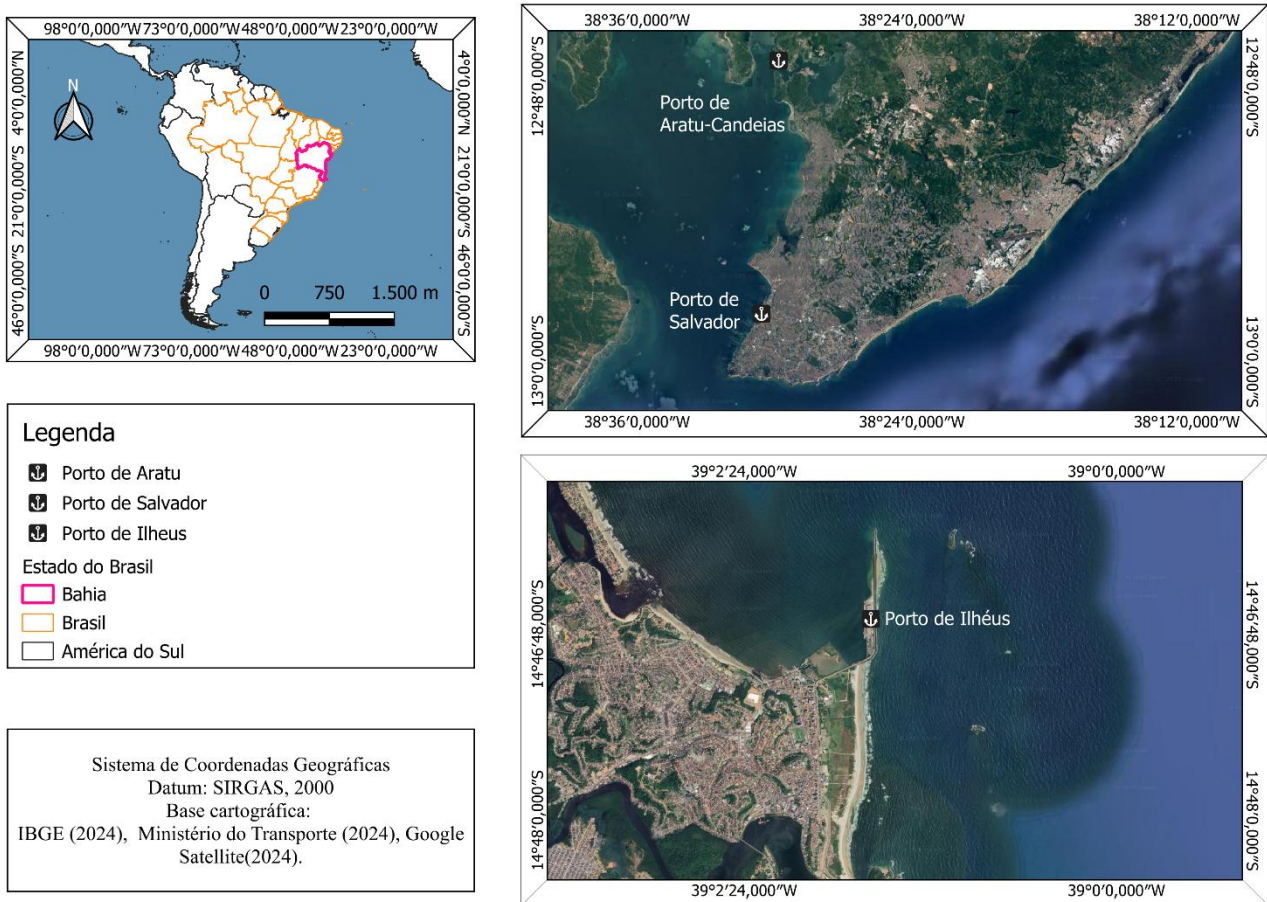 98°0′0,000″W 73°0′0,000″W 48°0′0,000″W 23°0′0,000″W
4°0′0,000″N
21°0′0,000″S
46°0′0,000″S
N
0 750 1.500 m
4°0′0,000″N
21°0′0,000″S
46°0′0,000″S
98°0′0,000″W 73°0′0,000″W 48°0′0,000″W 23°0′0,000″W
Legenda
Porto de Aratu
Porto de Salvador
Porto de Ilheus
Estado do Brasil
Bahia
Brasil
América do Sul
Sistema de Coordenadas Geográficas
Datum: SIRGAS, 2000
Base cartográfica:
IBGE (2024), Ministério do Transporte (2024), Google
Satellite(2024).
38°36′0,000″W 38°24′0,000″W 38°12′0,000″W
12°48′0,000″S
13°0′0,000″S
Porto de
Aratu-Candeias
Porto de
Salvador
12°48′0,000″S
13°0′0,000″S
38°36′0,000″W 38°24′0,000″W 38°12′0,000″W
39°2′24,000″W 39°0′0,000″W
14°46′48,000″S
14°48′0,000″S
Porto de Ilhéus
14°46′48,000″S
14°48′0,000″S
39°2′24,000″W 39°0′0,000″W